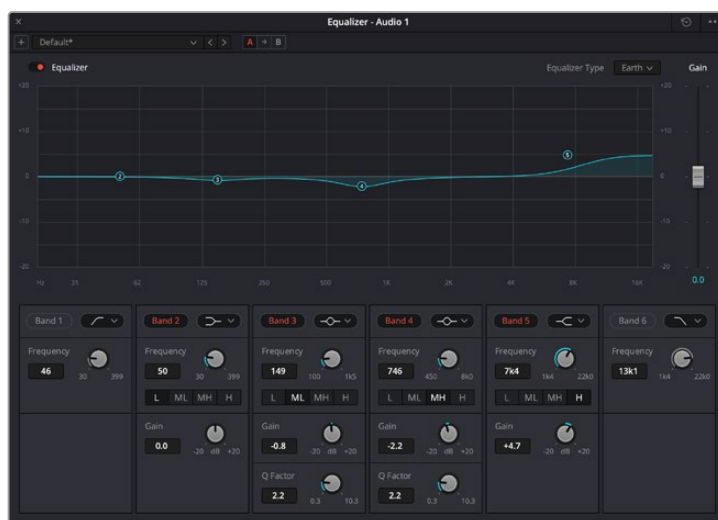 Equalizer - Audio 1
Default*
A B
Equalizer
Equalizer Type Earth Gain
+20 +20
+10 +10
0 0
-10 -10
-20 -20
2 3 4 5
Hz 31 62 125 250 500 1K 2K 4K 8K 16K
0.0
Band 1 Band 2 Band 3 Band 4 Band 5 Band 6
Frequency Frequency Frequency Frequency Frequency Frequency
46 30 399 50 30 399 149 100 1k5 746 450 8k0 7k4 1k4 22k0 13k1 1k4 22k0
L ML MH H L ML MH H L ML MH H L ML MH H
Gain Gain Gain Gain
0.0 -20 dB +20 -0.8 -20 dB +20 -2.2 -20 dB +20 +4.7 -20 dB +20
Q Factor Q Factor
2.2 0.3 10.3 2.2 0.3 10.3